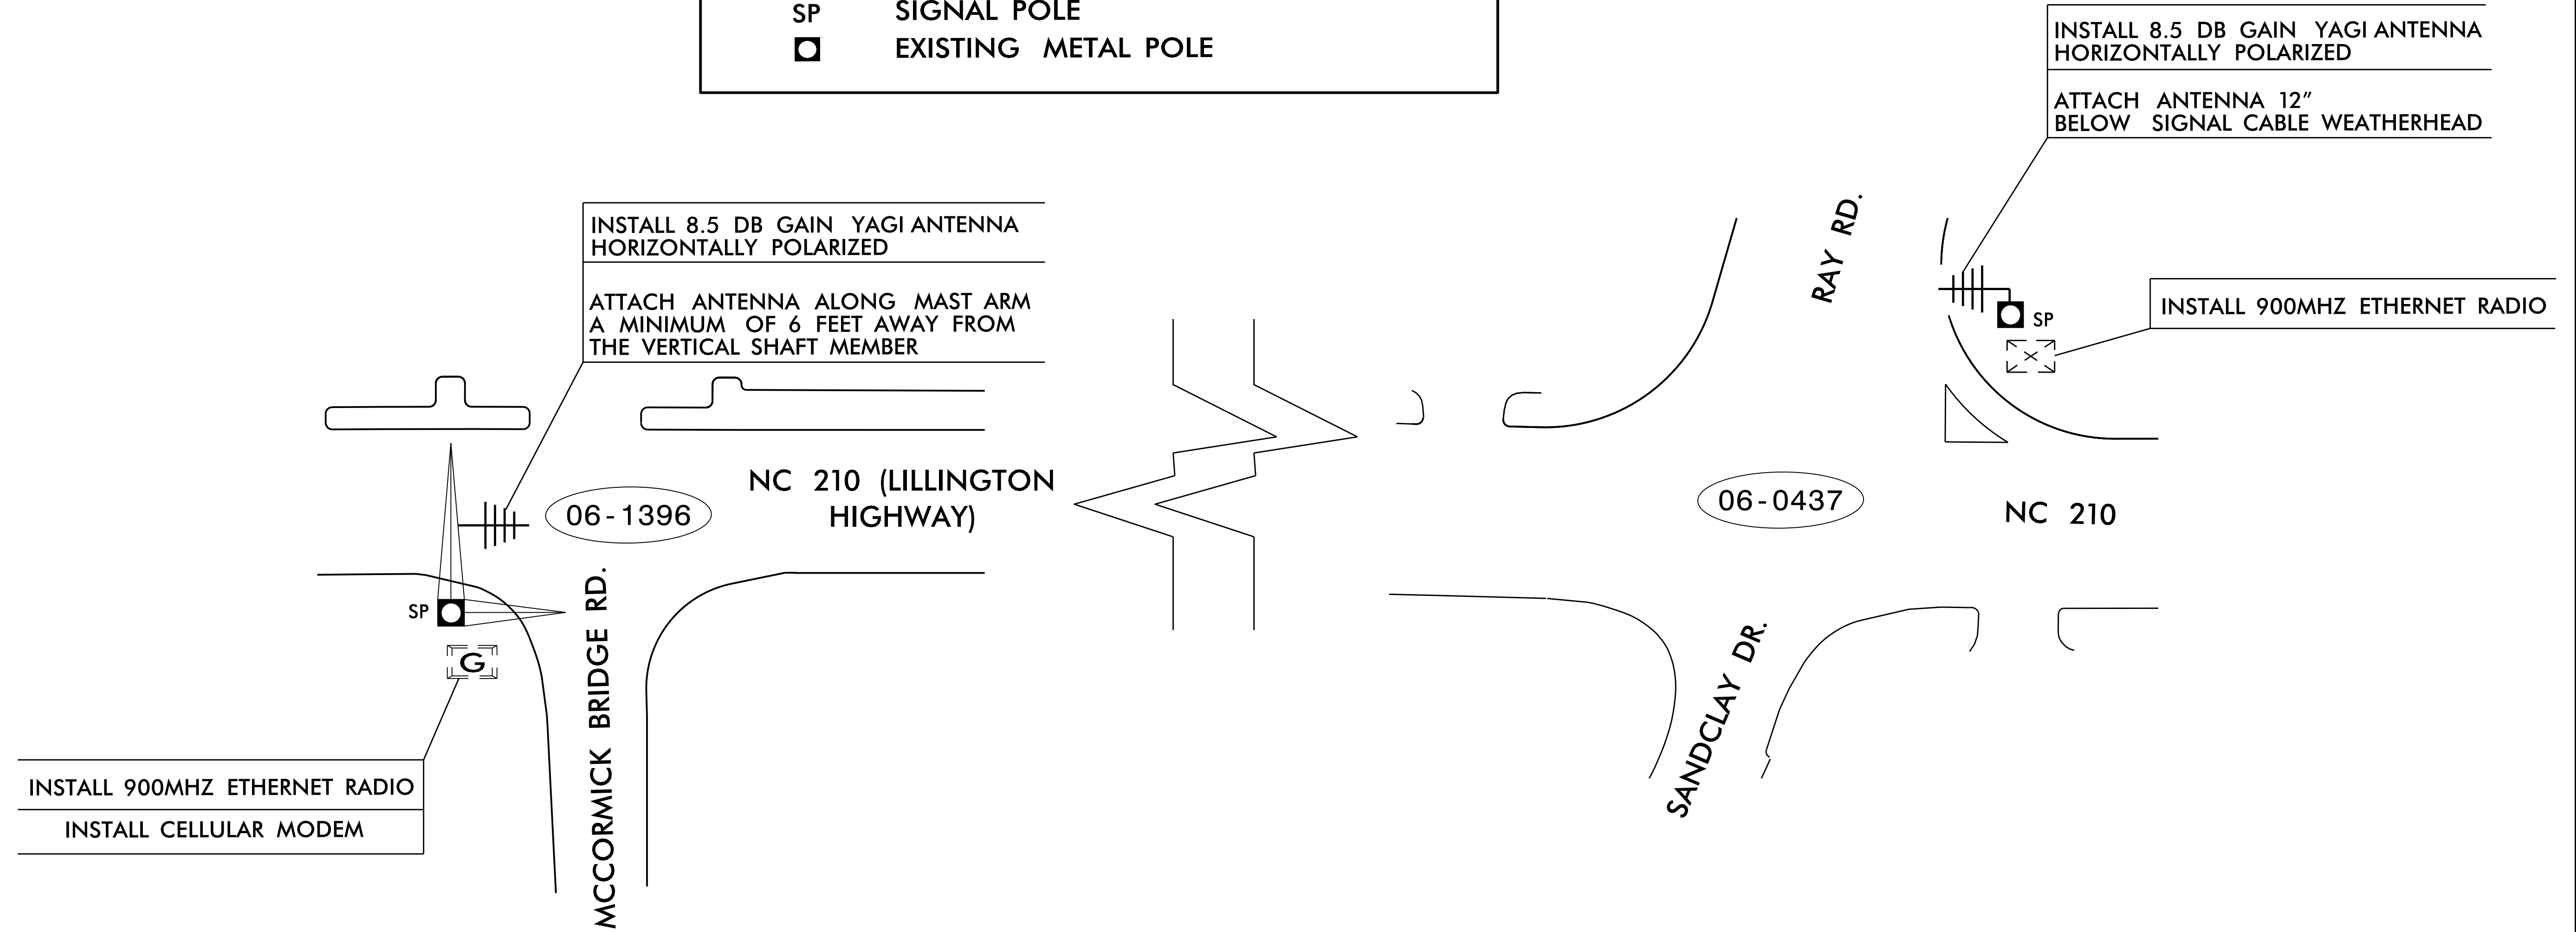 SP SIGNAL POLE
EXISTING METAL POLE
INSTALL 8.5 DB GAIN YAGI ANTENNA
HORIZONTALLY POLARIZED
ATTACH ANTENNA 12"
BELOW SIGNAL CABLE WEATHERHEAD
INSTALL 8.5 DB GAIN YAGI ANTENNA
HORIZONTALLY POLARIZED
ATTACH ANTENNA ALONG MAST ARM
A MINIMUM OF 6 FEET AWAY FROM
THE VERTICAL SHAFT MEMBER
RAY RD.
SP
INSTALL 900MHZ ETHERNET RADIO
NC 210 (LILLINGTON
HIGHWAY)
06-1396
06-0437
NC 210
SP
G
MCCORMICK BRIDGE RD.
SANDCLAY DR.
INSTALL 900MHZ ETHERNET RADIO
INSTALL CELLULAR MODEM